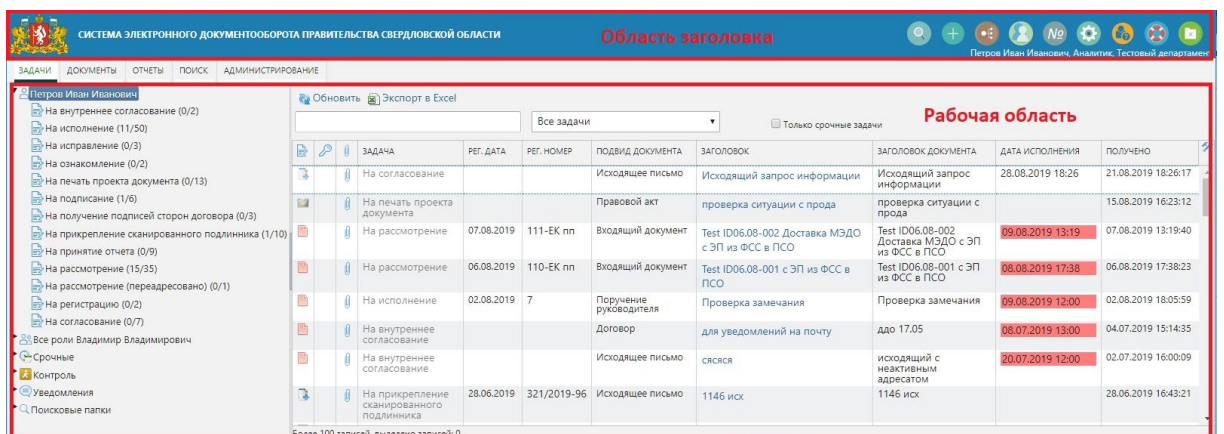 СИСТЕМА ЭЛЕКТРОННОГО ДОКУМЕНТООБОРОТА ПРАВИТЕЛЬСТВА СВЕРДЛОВСКОЙ ОБЛАСТИ
Область заголовка
№
Петров Иван Иванович, Аналитик, Тестовый департамент
ЗАДАЧИ ДОКУМЕНТЫ ОТЧЕТЫ ПОИСК АДМИНИСТРИРОВАНИЕ
Петров Иван Иванович
На внутреннее согласование (0/2)
На исполнение (11/50)
На исправление (0/3)
На ознакомление (0/2)
На печать проекта документа (0/13)
На подписание (1/6)
На получение подписей сторон договора (0/3)
На прикрепление сканированного подлинника (1/10)
На принятие отчета (0/9)
На рассмотрение (15/35)
На рассмотрение (переадресовано) (0/1)
На регистрацию (0/2)
На согласование (0/7)
Все роли Владимир Владимирович
Срочные
Контроль
Уведомления
Поисковые папки
Обновить Экспорт в Excel
Все задачи
Только срочные задачи
Рабочая область
ЗАДАЧА РЕГ. ДАТА РЕГ. НОМЕР ПОДВИД ДОКУМЕНТА ЗАГОЛОВОК ЗАГОЛОВОК ДОКУМЕНТА ДАТА ИСПОЛНЕНИЯ ПОЛУЧЕНО
На согласование Исходящее письмо Исходящий запрос информации Исходящий запрос 28.08.2019 18:26 21.08.2019 18:26:17
информации
На печать проекта Правовой акт проверка ситуации с прода проверка ситуации с 15.08.2019 16:23:12
документа прода
На рассмотрение 07.08.2019 111-ЕК пп Входящий документ Test ID06.08-002 Доставка МЭДО Test ID06.08-002 09.08.2019 13:19 07.08.2019 13:19:40
с ЭП из ФСС в ПСО Доставка МЭДО с ЭП
из ФСС в ПСО
На рассмотрение 06.08.2019 110-ЕК пп Входящий документ Test ID06.08-001 с ЭП из ФСС в Test ID06.08-001 с ЭП 08.08.2019 17:38 06.08.2019 17:38:23
ПСО из ФСС в ПСО
На исполнение 02.08.2019 7 Поручение Проверка замечания Проверка замечания 09.08.2019 12:00 02.08.2019 18:05:59
руководителя
На внутреннее Договор для уведомлений на почту ддо 17.05 08.07.2019 13:00 04.07.2019 15:14:35
согласование
На внутреннее Исходящее письмо сясяся исходящий с 20.07.2019 12:00 02.07.2019 16:00:09
согласование неактивным
адресатом
На прикрепление 28.06.2019 321/2019-96 Исходящее письмо 1146 исх 1146 исх 28.06.2019 16:43:21
сканированного
подлинника
Более 100 записей, выделено записей: 0